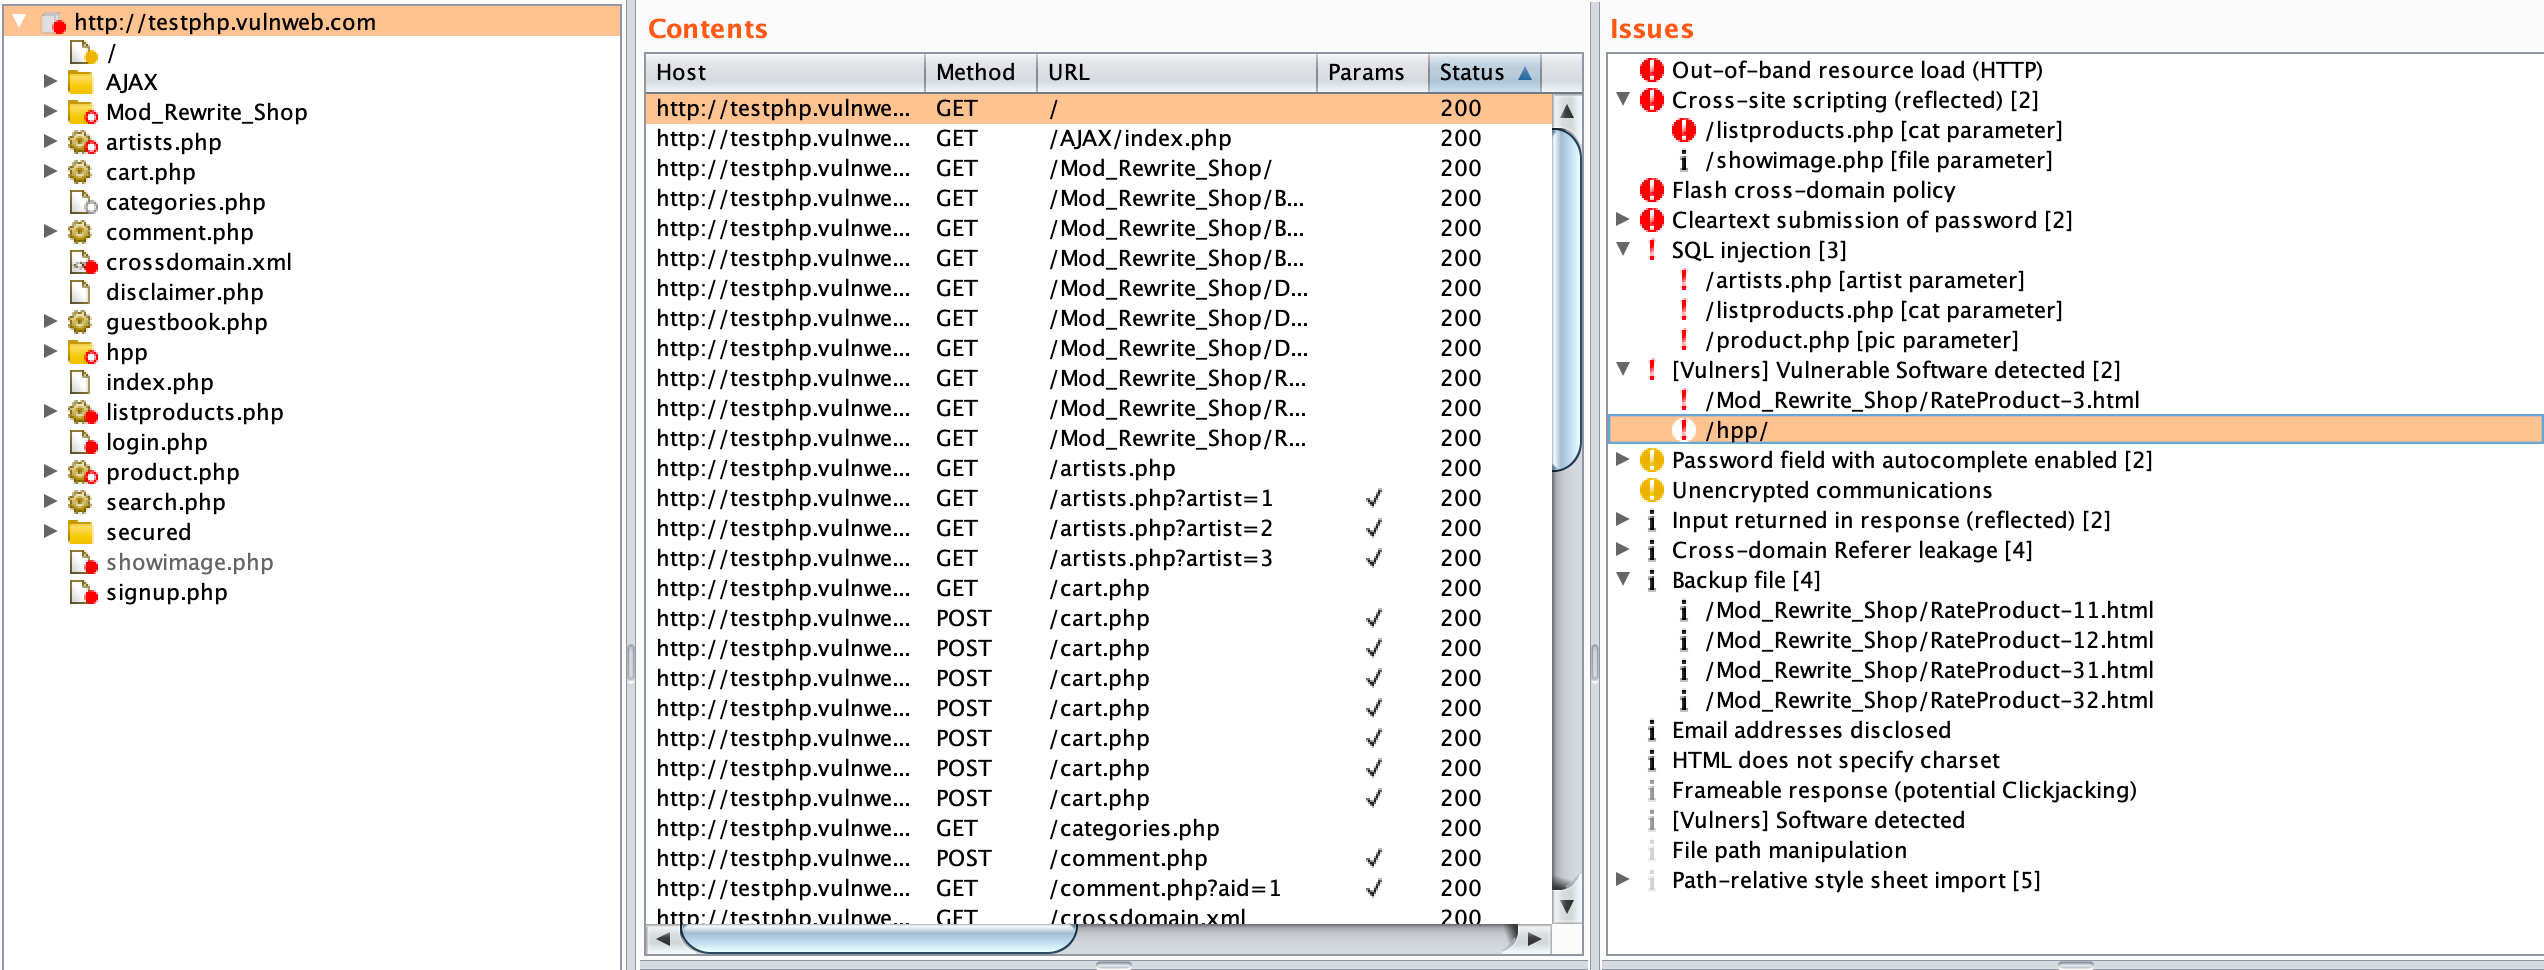 http://testphp.vulnweb.com
/
AJAX
Mod_Rewrite_Shop
artists.php
cart.php
categories.php
comment.php
crossdomain.xml
disclaimer.php
guestbook.php
hpp
index.php
listproducts.php
login.php
product.php
search.php
secured
showimage.php
signup.php
Contents
Host Method URL Params Status
http://testphp.vulnwe... GET / 200
http://testphp.vulnwe... GET /AJAX/index.php 200
http://testphp.vulnwe... GET /Mod_Rewrite_Shop/ 200
http://testphp.vulnwe... GET /Mod_Rewrite_Shop/B... 200
http://testphp.vulnwe... GET /Mod_Rewrite_Shop/B... 200
http://testphp.vulnwe... GET /Mod_Rewrite_Shop/B... 200
http://testphp.vulnwe... GET /Mod_Rewrite_Shop/D... 200
http://testphp.vulnwe... GET /Mod_Rewrite_Shop/D... 200
http://testphp.vulnwe... GET /Mod_Rewrite_Shop/D... 200
http://testphp.vulnwe... GET /Mod_Rewrite_Shop/R... 200
http://testphp.vulnwe... GET /Mod_Rewrite_Shop/R... 200
http://testphp.vulnwe... GET /Mod_Rewrite_Shop/R... 200
http://testphp.vulnwe... GET /artists.php 200
http://testphp.vulnwe... GET /artists.php?artist=1 ✓ 200
http://testphp.vulnwe... GET /artists.php?artist=2 ✓ 200
http://testphp.vulnwe... GET /artists.php?artist=3 ✓ 200
http://testphp.vulnwe... GET /cart.php 200
http://testphp.vulnwe... POST /cart.php ✓ 200
http://testphp.vulnwe... POST /cart.php ✓ 200
http://testphp.vulnwe... POST /cart.php ✓ 200
http://testphp.vulnwe... POST /cart.php ✓ 200
http://testphp.vulnwe... POST /cart.php ✓ 200
http://testphp.vulnwe... POST /cart.php ✓ 200
http://testphp.vulnwe... POST /cart.php ✓ 200
http://testphp.vulnwe... GET /categories.php 200
http://testphp.vulnwe... POST /comment.php ✓ 200
http://testphp.vulnwe... GET /comment.php?aid=1 ✓ 200
http://testphp.vulnwe... GET /crossdomain.xml 200
Issues
Out-of-band resource load (HTTP)
Cross-site scripting (reflected) [2]
/listproducts.php [cat parameter]
/showimage.php [file parameter]
Flash cross-domain policy
Cleartext submission of password [2]
SQL injection [3]
/artists.php [artist parameter]
/listproducts.php [cat parameter]
/product.php [pic parameter]
[Vulners] Vulnerable Software detected [2]
/Mod_Rewrite_Shop/RateProduct-3.html
/hpp/
Password field with autocomplete enabled [2]
Unencrypted communications
Input returned in response (reflected) [2]
Cross-domain Referer leakage [4]
Backup file [4]
/Mod_Rewrite_Shop/RateProduct-11.html
/Mod_Rewrite_Shop/RateProduct-12.html
/Mod_Rewrite_Shop/RateProduct-31.html
/Mod_Rewrite_Shop/RateProduct-32.html
Email addresses disclosed
HTML does not specify charset
Frameable response (potential Clickjacking)
[Vulners] Software detected
File path manipulation
Path-relative style sheet import [5]